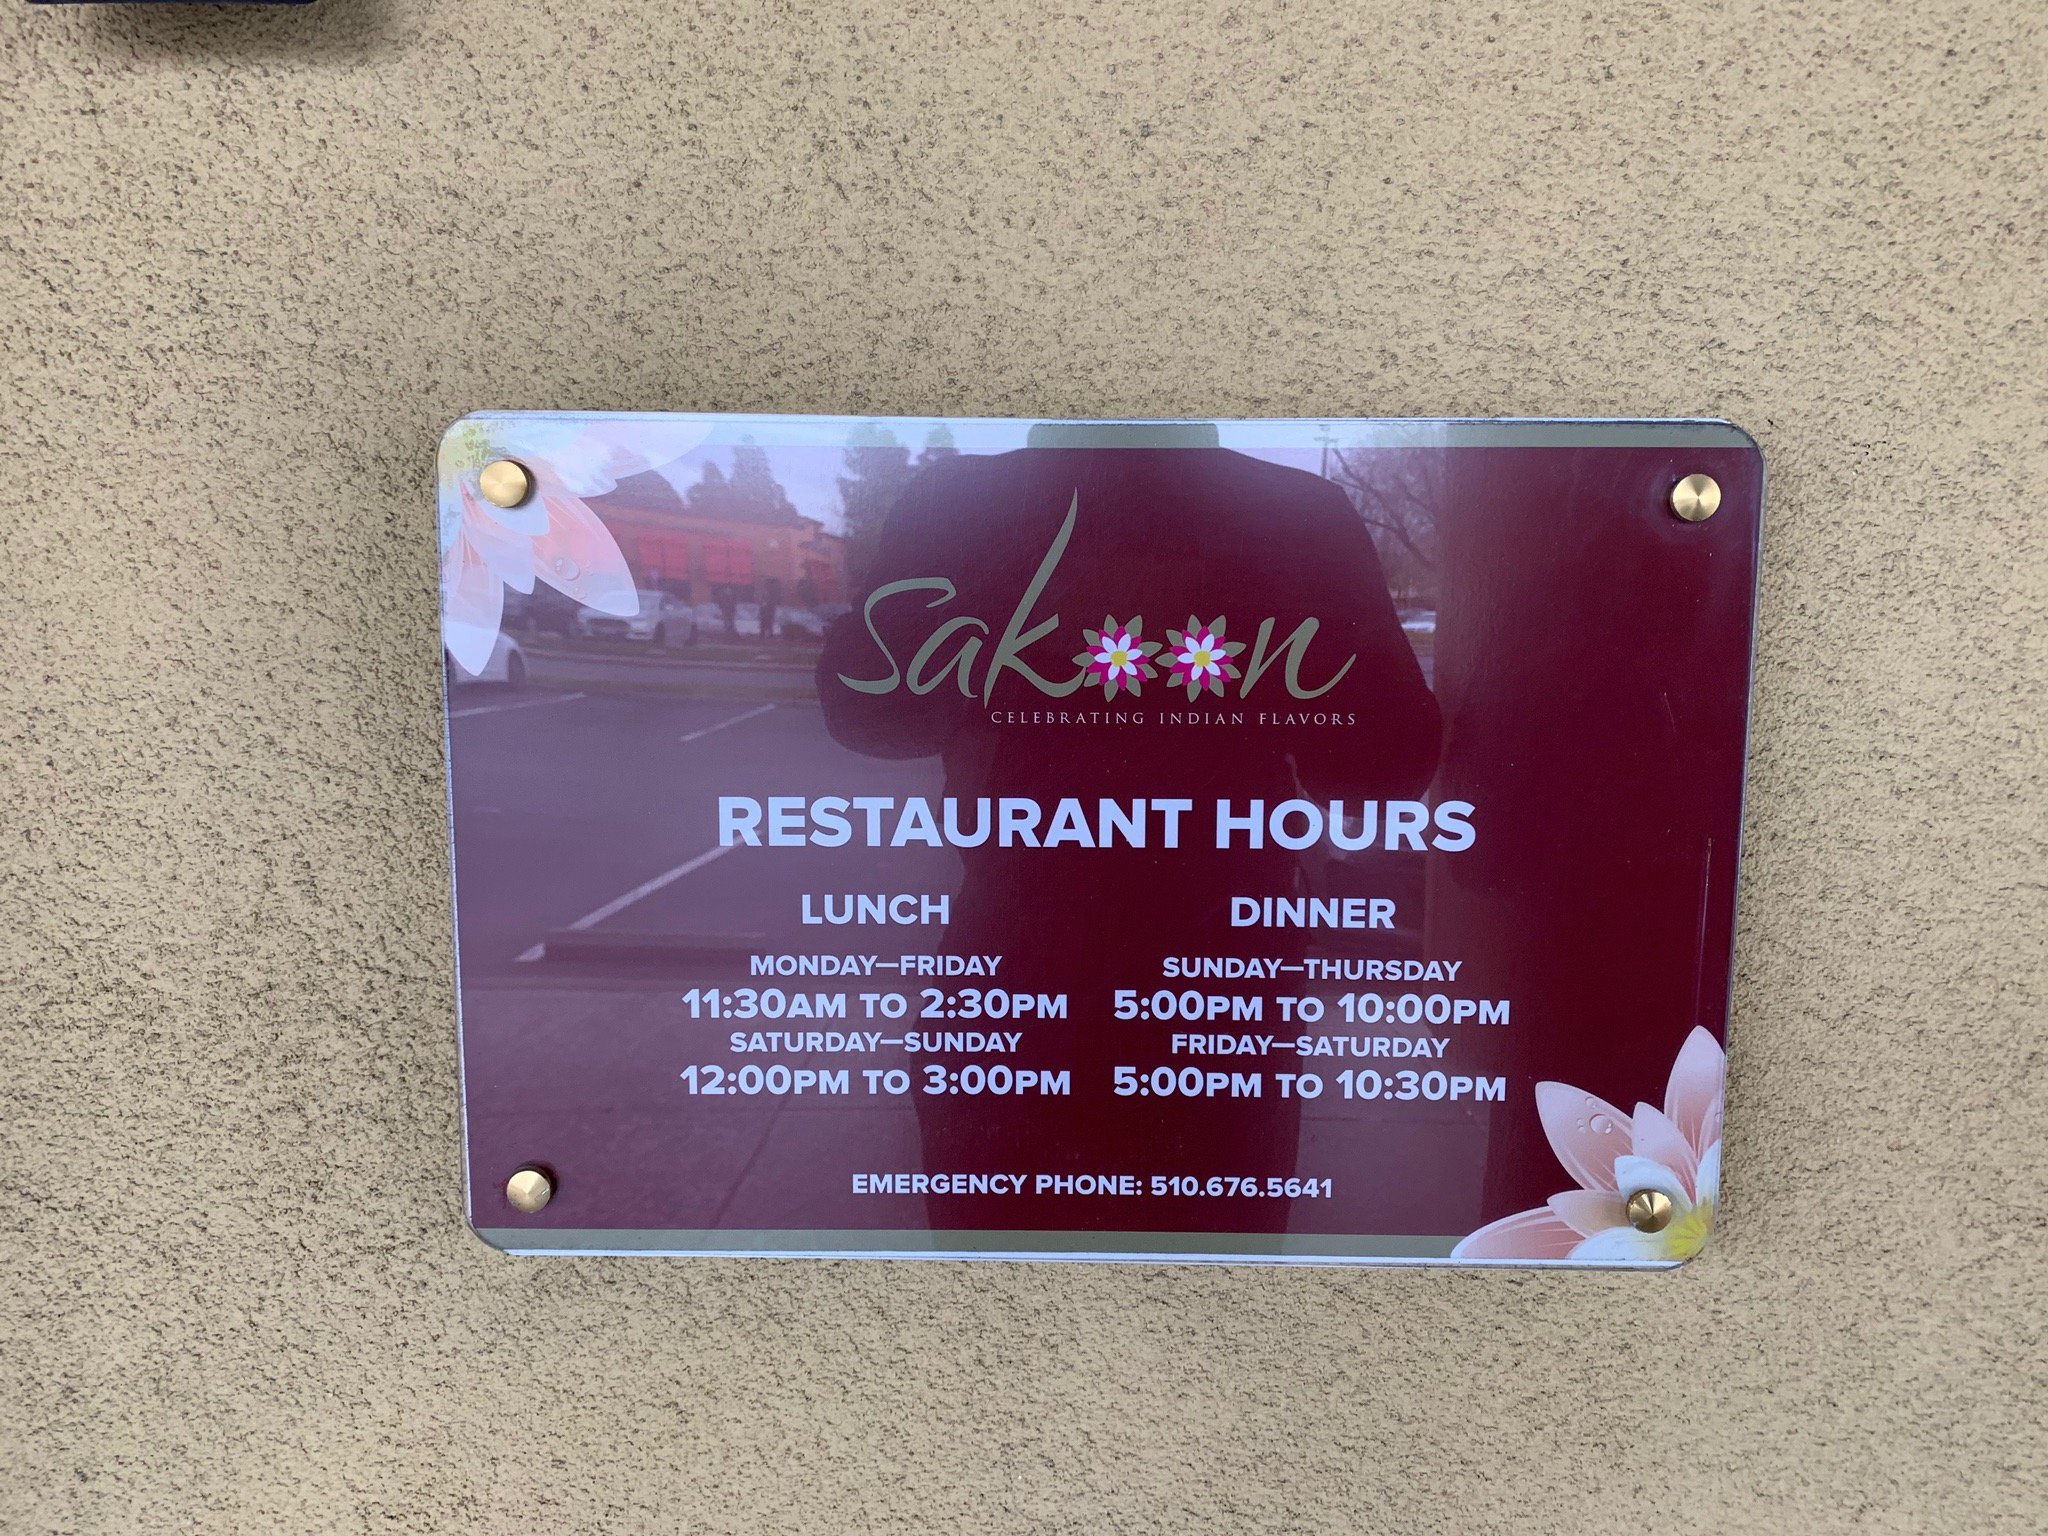 sakoon
CELEBRATING INDIAN FLAVORS
RESTAURANT HOURS
LUNCH
MONDAY—FRIDAY
11:30AM TO 2:30PM
SATURDAY—SUNDAY
12:00PM TO 3:00PM
DINNER
SUNDAY—THURSDAY
5:00PM TO 10:00PM
FRIDAY—SATURDAY
5:00PM TO 10:30PM
EMERGENCY PHONE: 510.676.5641